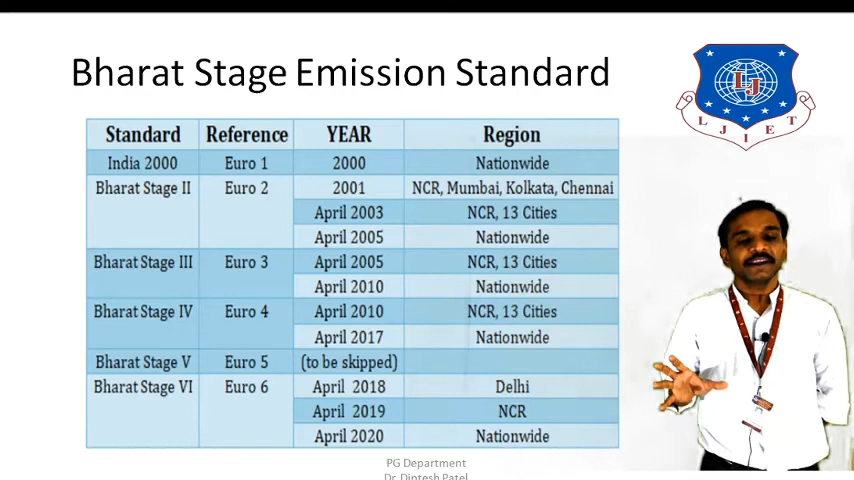 Bharat Stage Emission Standard
L J
L J I E T
Standard Reference YEAR Region
India 2000 Euro 1 2000 Nationwide
Bharat Stage II Euro 2 2001 NCR, Mumbai, Kolkata, Chennai
April 2003 NCR, 13 Cities
April 2005 Nationwide
Bharat Stage III Euro 3 April 2005 NCR, 13 Cities
April 2010 Nationwide
Bharat Stage IV Euro 4 April 2010 NCR, 13 Cities
April 2017 Nationwide
Bharat Stage V Euro 5 (to be skipped)
Bharat Stage VI Euro 6 April 2018 Delhi
April 2019 NCR
April 2020 Nationwide
PG Department
Dr. Dintesh Patel